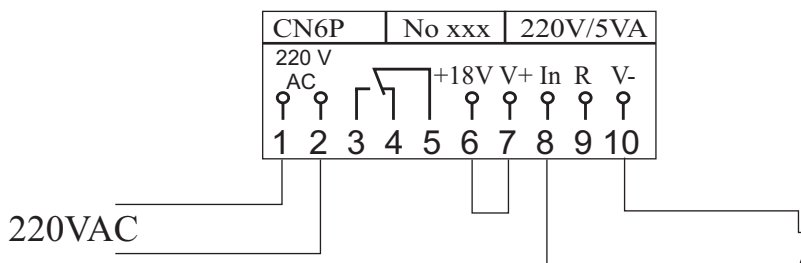 CN6P No xxx 220V/5VA
220 V
AC +18V V+ In R V-
1 2 3 4 5 6 7 8 9 10
220VAC